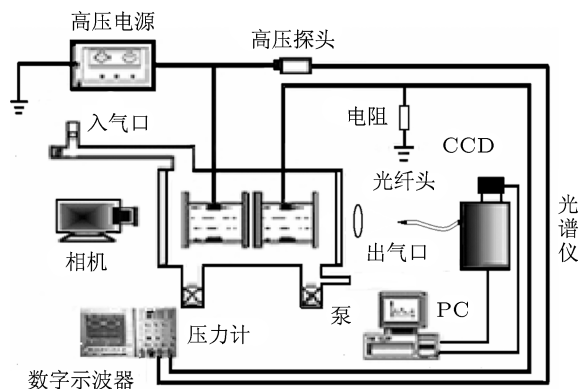 高压电源
高压探头
入气口
电阻
CCD
光纤头
光谱仪
出气口
相机
泵
PC
压力计
数字示波器